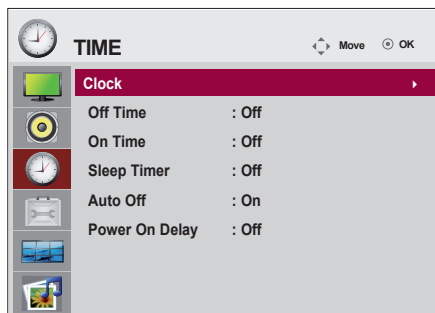 TIME Move OK
Clock
Off Time : Off
On Time : Off
Sleep Timer : Off
Auto Off : On
Power On Delay : Off